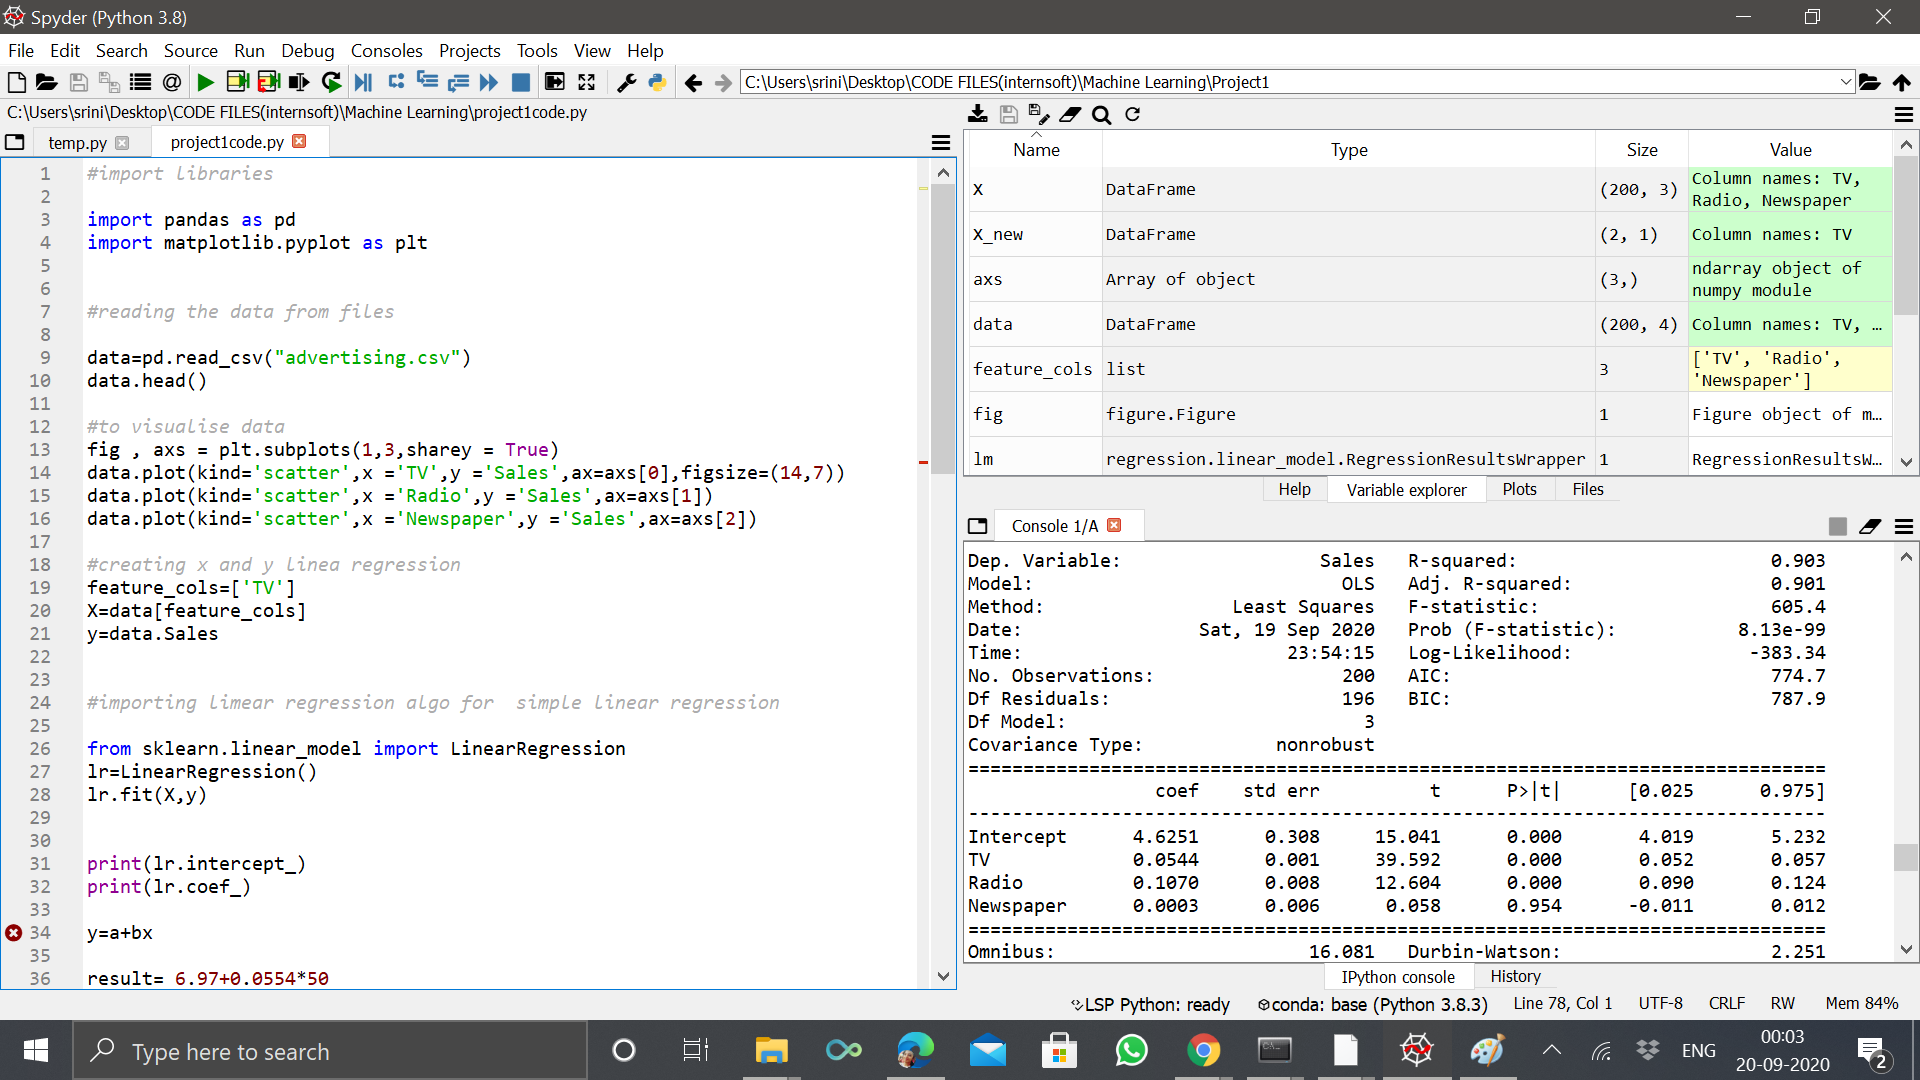 Spyder (Python 3.8)
File Edit Search Source Run Debug Consoles Projects Tools View Help
C:\Users\srini\Desktop\CODE FILES(internsoft)\Machine Learning\Project1
C:\Users\srini\Desktop\CODE FILES(internsoft)\Machine Learning\project1code.py
temp.py project1code.py
1 #import libraries
2
3 import pandas as pd
4 import matplotlib.pyplot as plt
5
6
7 #reading the data from files
8
9 data=pd.read_csv("advertising.csv")
10 data.head()
11
12 #to visualise data
13 fig , axs = plt.subplots(1,3,sharey = True)
14 data.plot(kind='scatter',x ='TV',y ='Sales',ax=axs[0],figsize=(14,7))
15 data.plot(kind='scatter',x ='Radio',y ='Sales',ax=axs[1])
16 data.plot(kind='scatter',x ='Newspaper',y ='Sales',ax=axs[2])
17
18 #creating x and y linea regression
19 feature_cols=['TV']
20 X=data[feature_cols]
21 y=data.Sales
22
23
24 #importing limear regression algo for  simple linear regression
25
26 from sklearn.linear_model import LinearRegression
27 lr=LinearRegression()
28 lr.fit(X,y)
29
30
31 print(lr.intercept_)
32 print(lr.coef_)
33
34 y=a+bx
35
36 result= 6.97+0.0554*50
Name Type Size Value
X DataFrame (200, 3) Column names: TV,
Radio, Newspaper
X_new DataFrame (2, 1) Column names: TV
axs Array of object (3,) ndarray object of
numpy module
data DataFrame (200, 4) Column names: TV, …
feature_cols list 3 ['TV', 'Radio',
'Newspaper']
fig figure.Figure 1 Figure object of m…
lm regression.linear_model.RegressionResultsWrapper 1 RegressionResultsW…
Help Variable explorer Plots Files
Console 1/A
Dep. Variable: Sales R-squared: 0.903
Model: OLS Adj. R-squared: 0.901
Method: Least Squares F-statistic: 605.4
Date: Sat, 19 Sep 2020 Prob (F-statistic): 8.13e-99
Time: 23:54:15 Log-Likelihood: -383.34
No. Observations: 200 AIC: 774.7
Df Residuals: 196 BIC: 787.9
Df Model: 3
Covariance Type: nonrobust
==============================================================================
coef std err t P>|t| [0.025 0.975]
------------------------------------------------------------------------------
Intercept 4.6251 0.308 15.041 0.000 4.019 5.232
TV 0.0544 0.001 39.592 0.000 0.052 0.057
Radio 0.1070 0.008 12.604 0.000 0.090 0.124
Newspaper 0.0003 0.006 0.058 0.954 -0.011 0.012
==============================================================================
Omnibus: 16.081 Durbin-Watson: 2.251
IPython console History
LSP Python: ready conda: base (Python 3.8.3) Line 78, Col 1 UTF-8 CRLF RW Mem 84%
Type here to search
ENG
00:03
20-09-2020
2